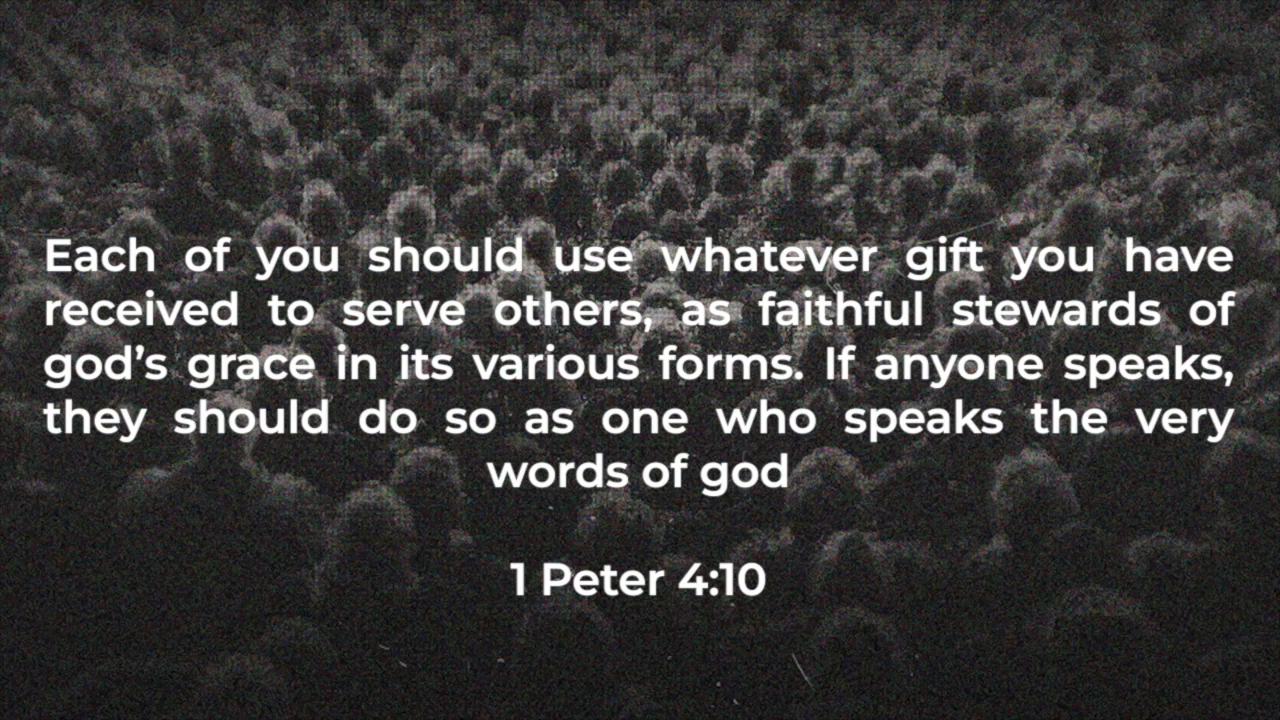 Each of you should use whatever gift you have
received to serve others, as faithful stewards of
god’s grace in its various forms. If anyone speaks,
they should do so as one who speaks the very
words of god
1 Peter 4:10